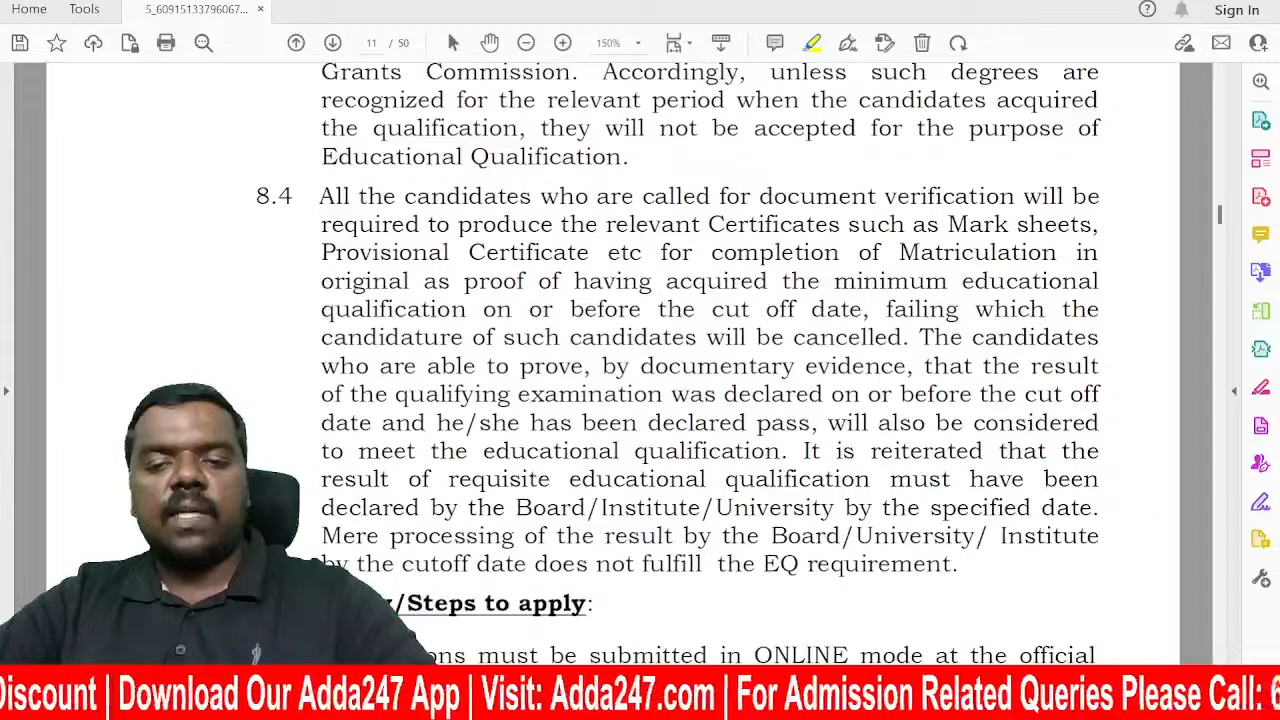 Home Tools 5_60915133796067... × Sign In
11 / 50 150%
Grants Commission. Accordingly, unless such degrees are
recognized for the relevant period when the candidates acquired
the qualification, they will not be accepted for the purpose of
Educational Qualification.
8.4 All the candidates who are called for document verification will be
required to produce the relevant Certificates such as Mark sheets,
Provisional Certificate etc for completion of Matriculation in
original as proof of having acquired the minimum educational
qualification on or before the cut off date, failing which the
candidature of such candidates will be cancelled. The candidates
who are able to prove, by documentary evidence, that the result
of the qualifying examination was declared on or before the cut off
date and he/she has been declared pass, will also be considered
to meet the educational qualification. It is reiterated that the
result of requisite educational qualification must have been
declared by the Board/Institute/University by the specified date.
Mere processing of the result by the Board/University/ Institute
by the cutoff date does not fulfill the EQ requirement.
/Steps to apply:
must be submitted in ONLINE mode at the official
Discount | Download Our Adda247 App | Visit: Adda247.com | For Admission Related Queries Please Call: 6